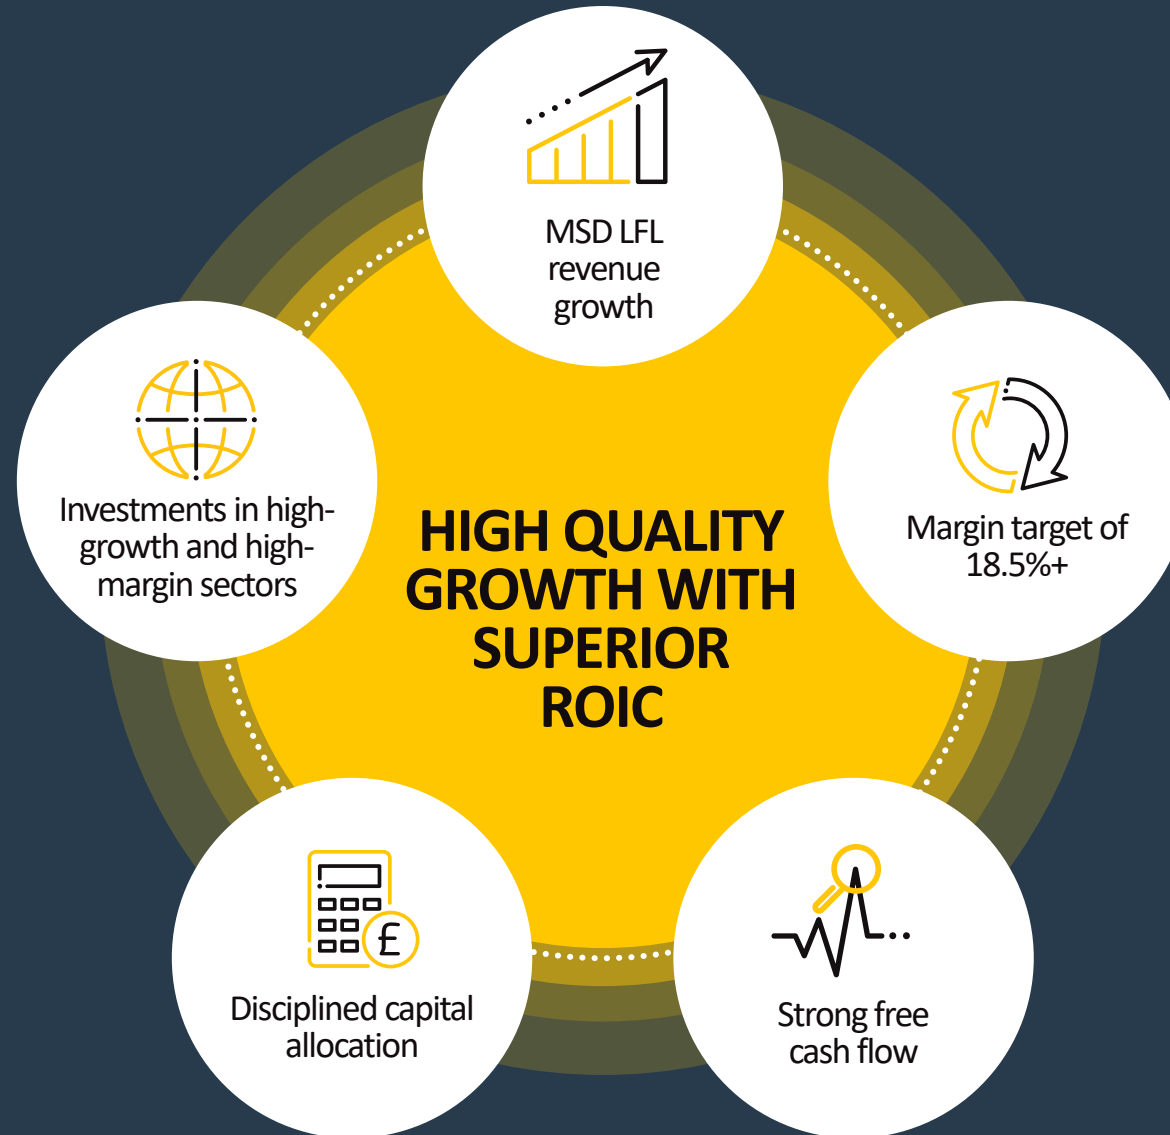 MSD LFL
revenue
growth
Margin target of
18.5%+
Strong free
cash flow
£
Disciplined capital
allocation
Investments in high-
growth and high-
margin sectors
HIGH QUALITY
GROWTH WITH
SUPERIOR
ROIC